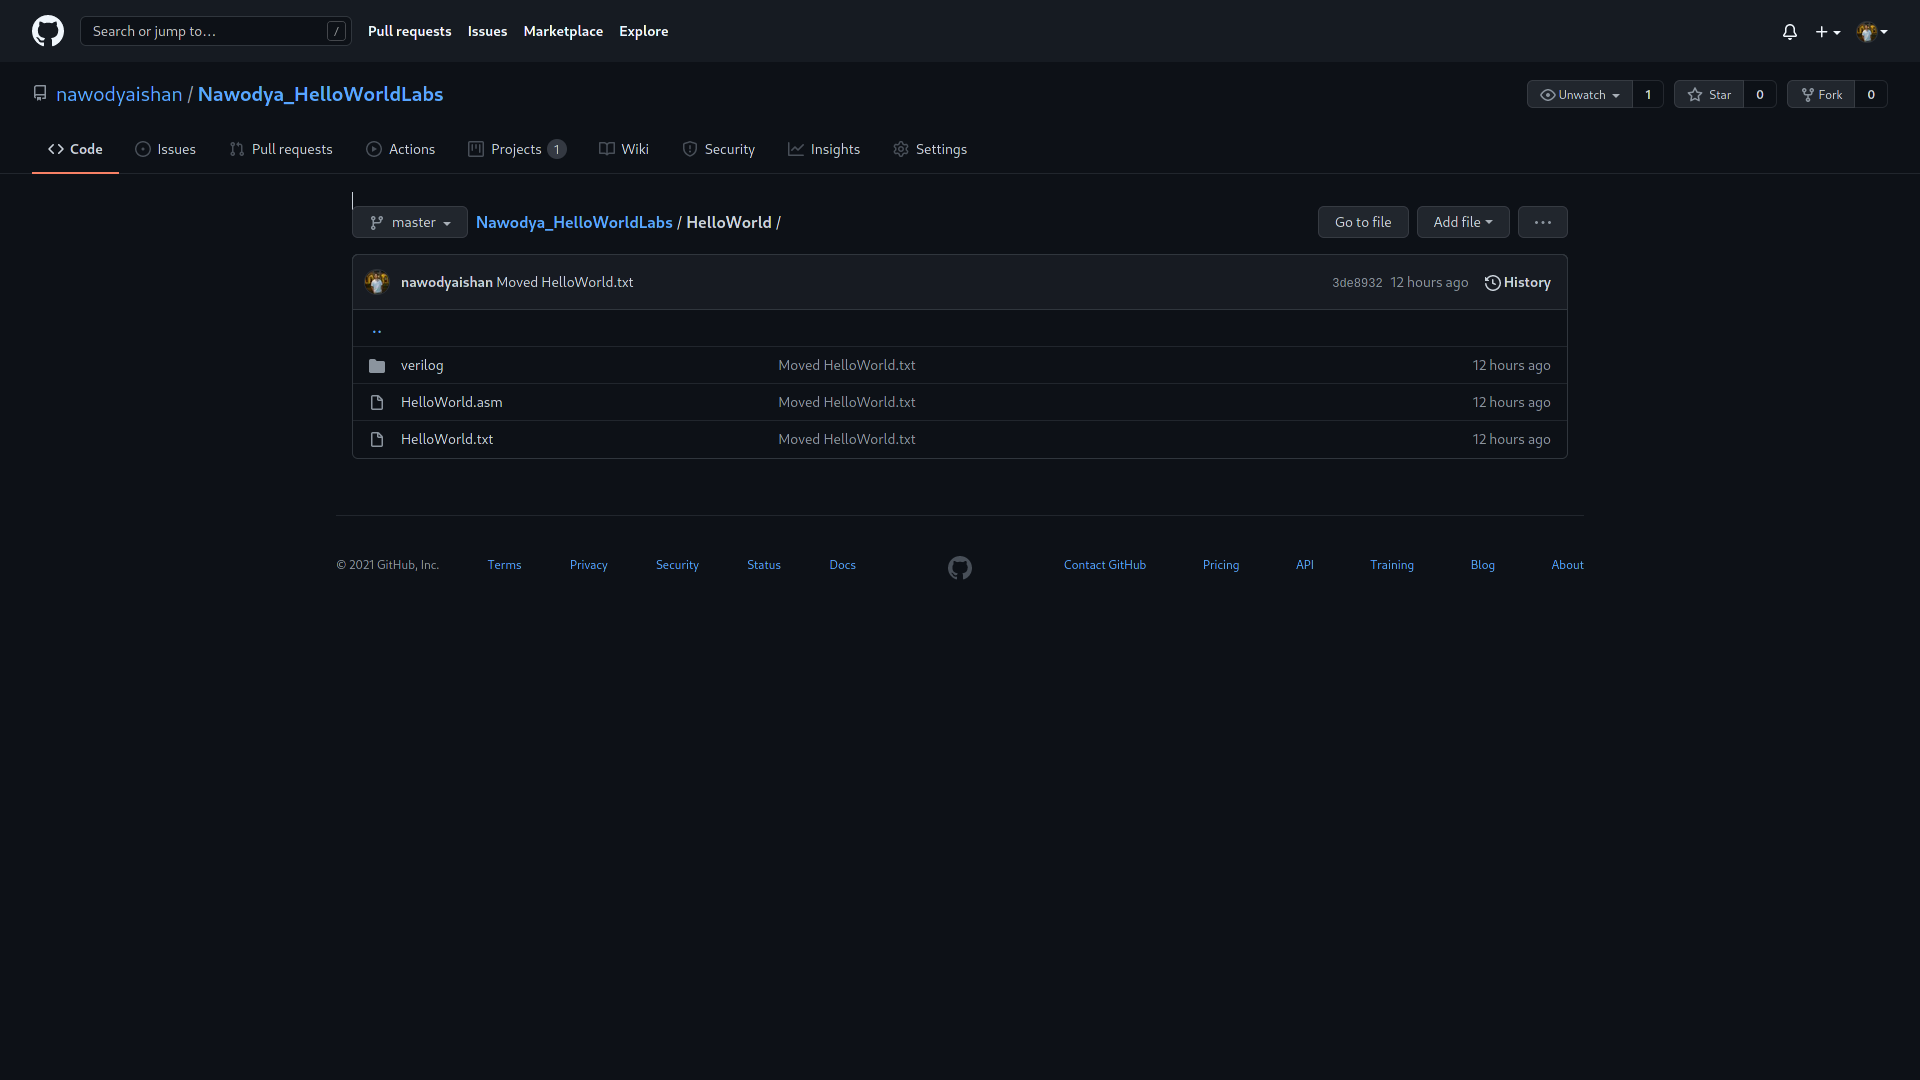 Search or jump to… /
Pull requests Issues Marketplace Explore
nawodyaishan / Nawodya_HelloWorldLabs
Unwatch 1 Star 0 Fork 0
Code Issues Pull requests Actions Projects 1 Wiki Security Insights Settings
master Nawodya_HelloWorldLabs / HelloWorld / Go to file Add file ...
nawodyaishan Moved HelloWorld.txt 3de8932 12 hours ago History
..
verilog Moved HelloWorld.txt 12 hours ago
HelloWorld.asm Moved HelloWorld.txt 12 hours ago
HelloWorld.txt Moved HelloWorld.txt 12 hours ago
© 2021 GitHub, Inc. Terms Privacy Security Status Docs Contact GitHub Pricing API Training Blog About